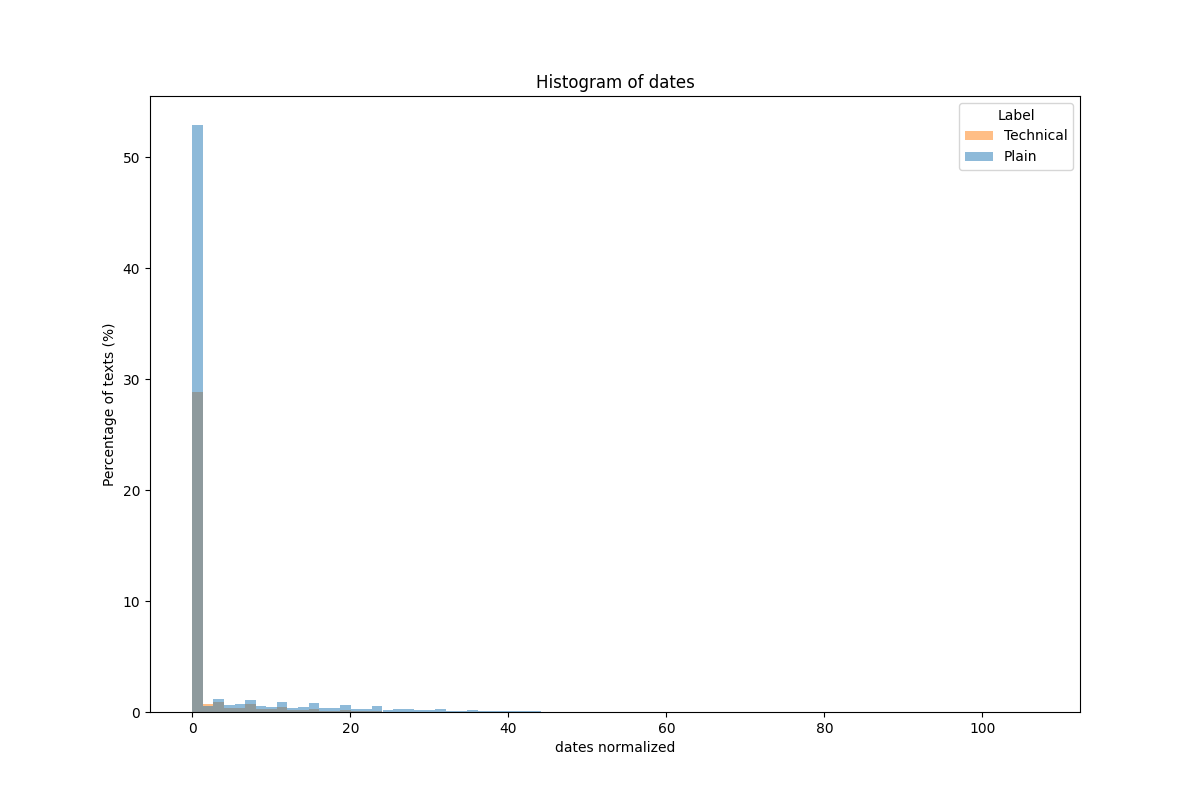 Histogram of dates
Label
Technical
Plain
50
40
30
20
10
0
Percentage of texts (%)
0 20 40 60 80 100
dates normalized